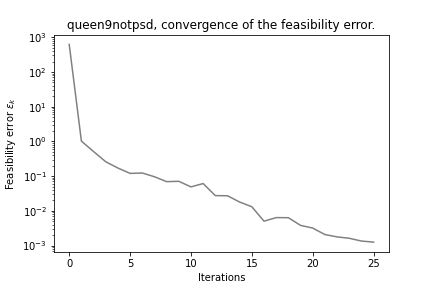 queen9notpsd, convergence of the feasibility error.
10³
10²
10¹
10⁰
10⁻¹
10⁻²
10⁻³
Feasibility error εₖ
0 5 10 15 20 25
Iterations